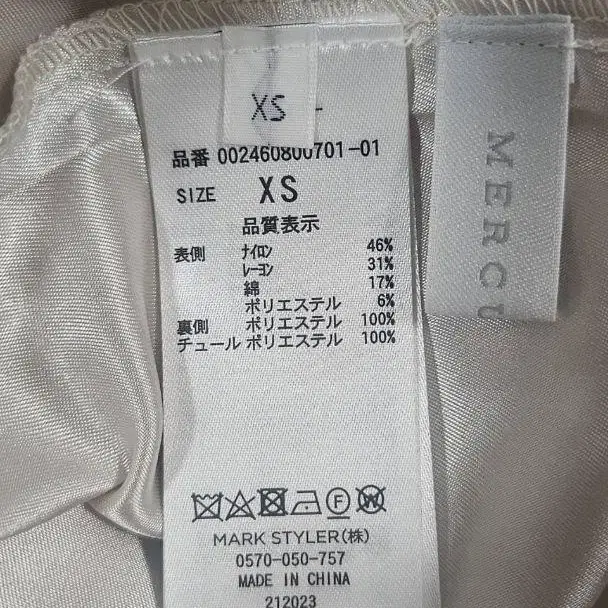 XS
品番 002460800701-01
SIZE XS
品質表示
表側 ナイロン 46%
レーヨン 31%
綿 17%
ポリエステル 6%
裏側 ポリエステル 100%
チュール ポリエステル 100%
MARK STYLER(株)
0570-050-757
MADE IN CHINA
212023
MERCU